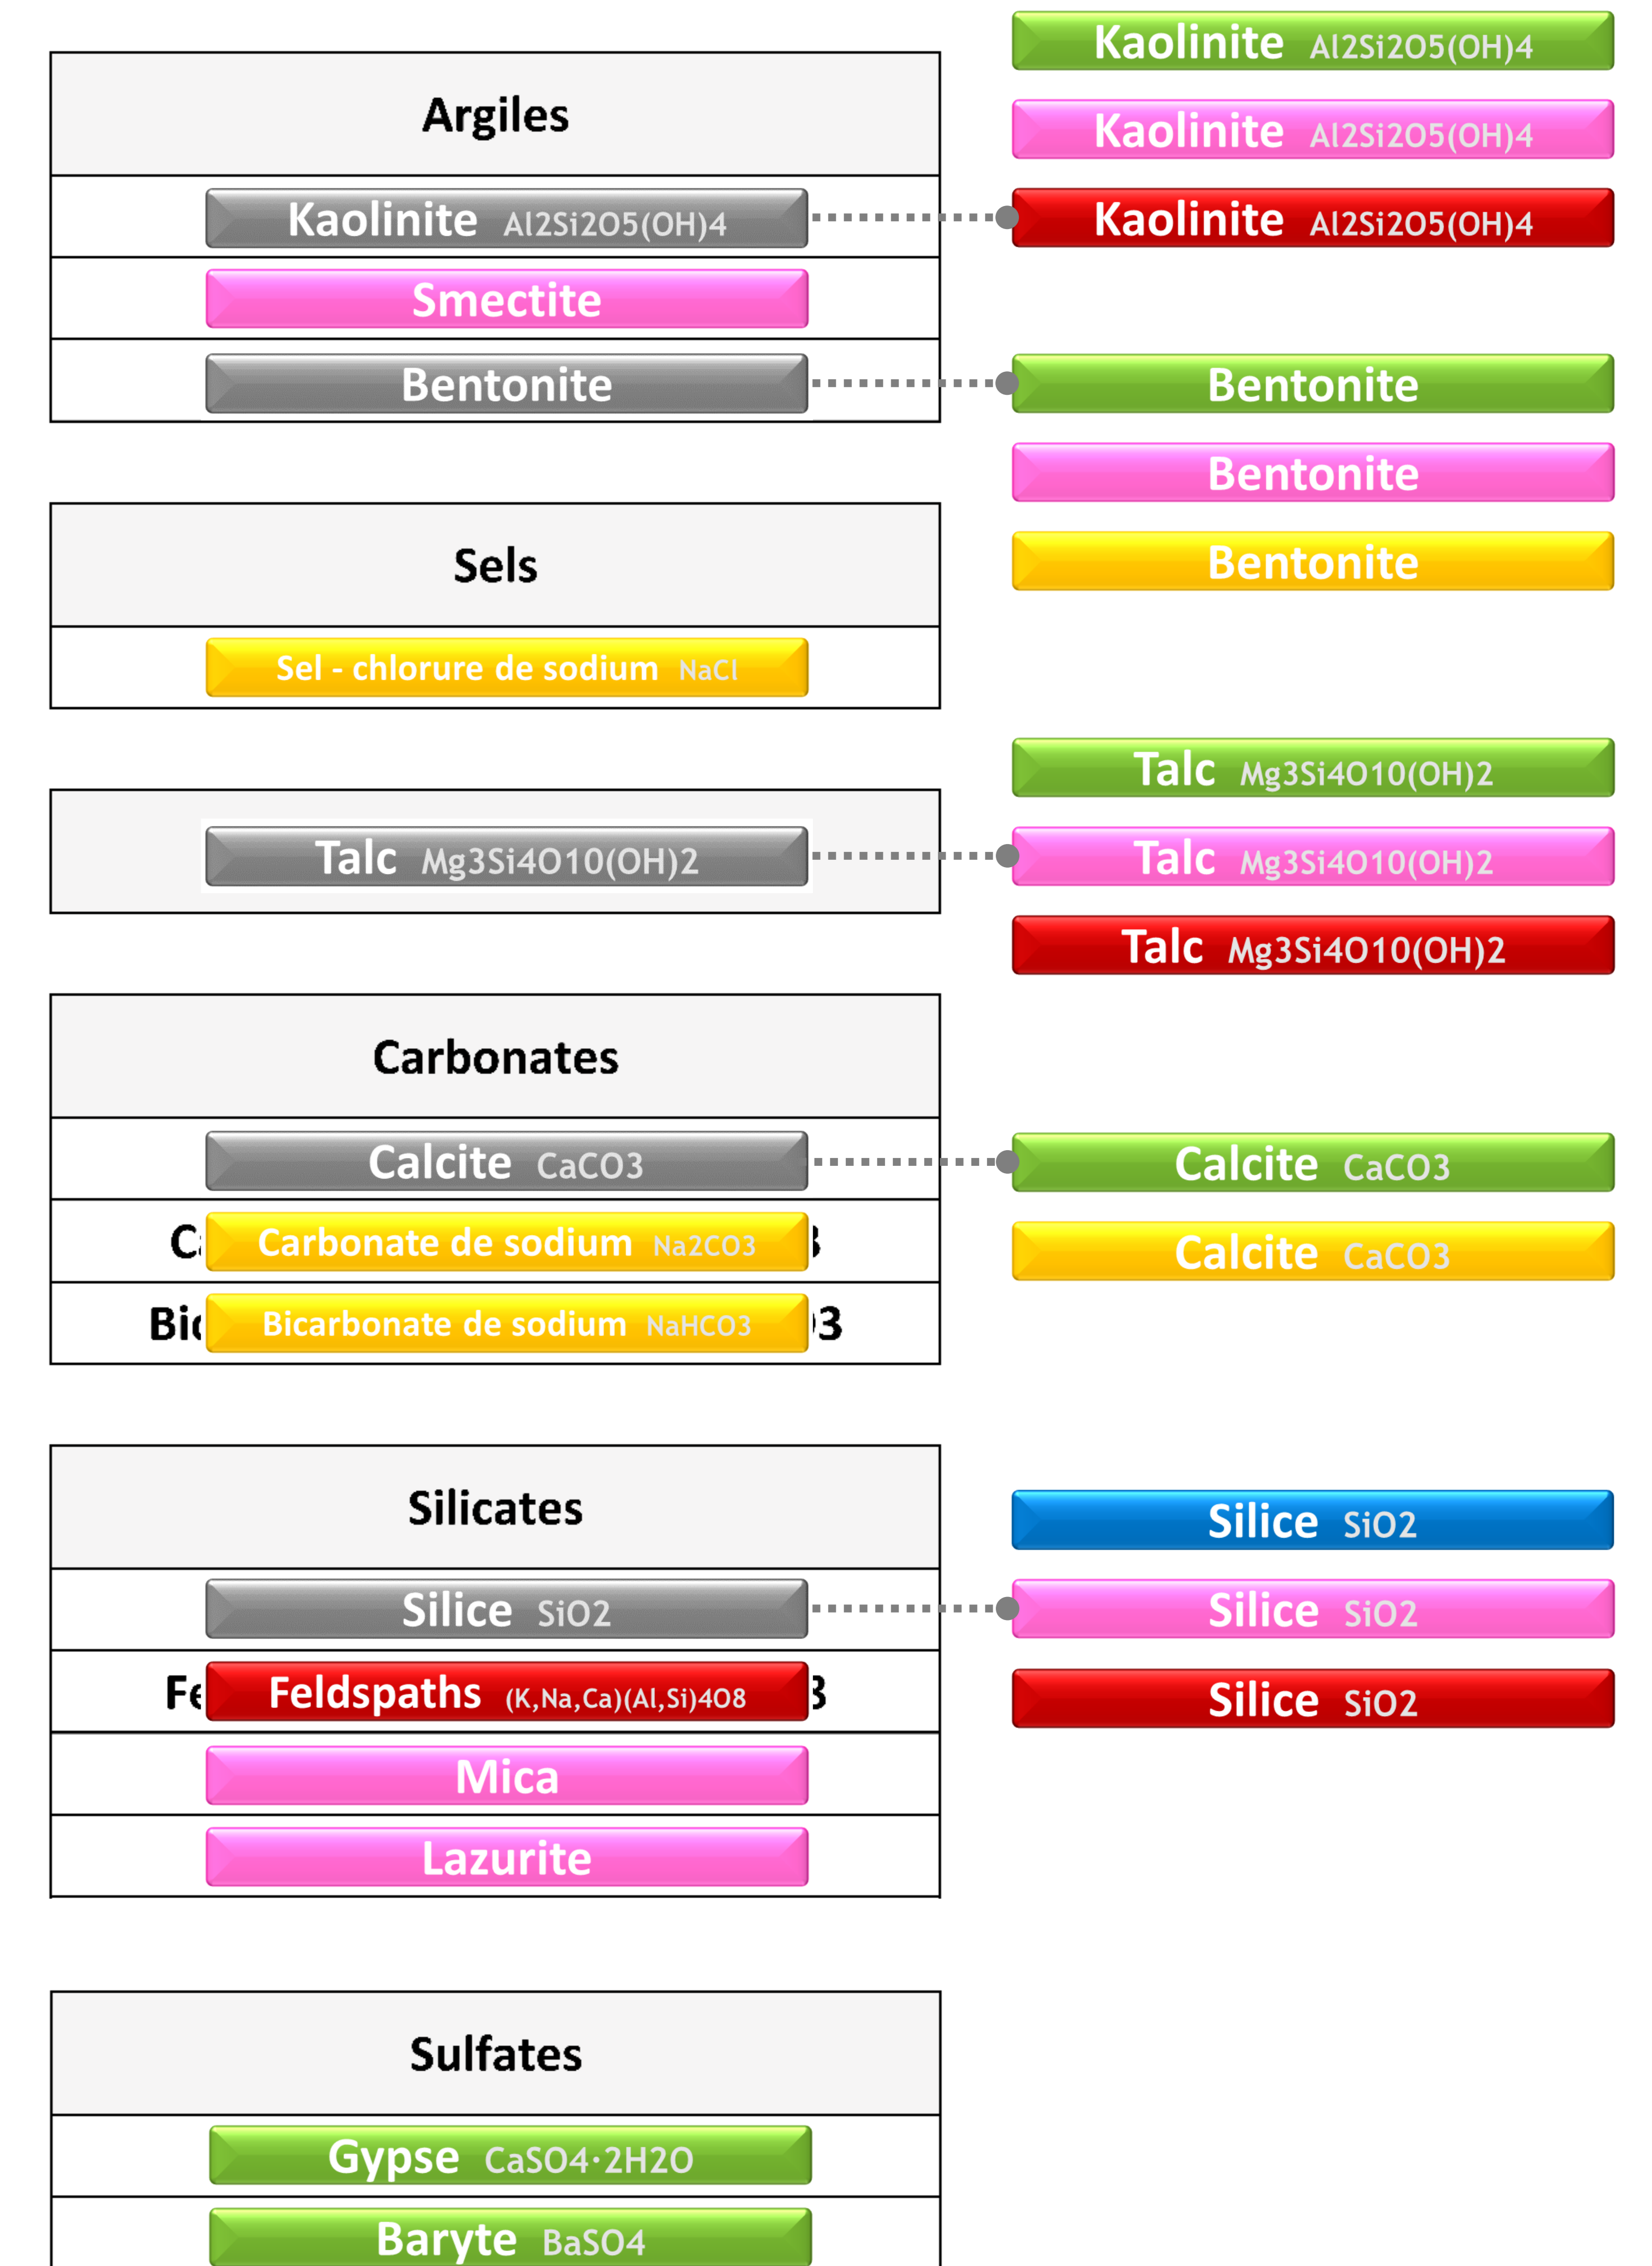 Kaolinite Al2Si2O5(OH)4
Argiles
Kaolinite Al2Si2O5(OH)4
Kaolinite Al2Si2O5(OH)4
Kaolinite Al2Si2O5(OH)4
Smectite
Bentonite
Bentonite
Bentonite
Sels
Bentonite
Sel - chlorure de sodium NaCl
Talc Mg3Si4O10(OH)2
Talc Mg3Si4O10(OH)2
Talc Mg3Si4O10(OH)2
Talc Mg3Si4O10(OH)2
Carbonates
Calcite CaCO3
Calcite CaCO3
Carbonate de sodium Na2CO3
Calcite CaCO3
Bicarbonate de sodium NaHCO3
Silicates
Silice SiO2
Silice SiO2
Silice SiO2
Feldspaths (K,Na,Ca)(Al,Si)4O8
Silice SiO2
Mica
Lazurite
Sulfates
Gypse CaSO4·2H2O
Baryte BaSO4